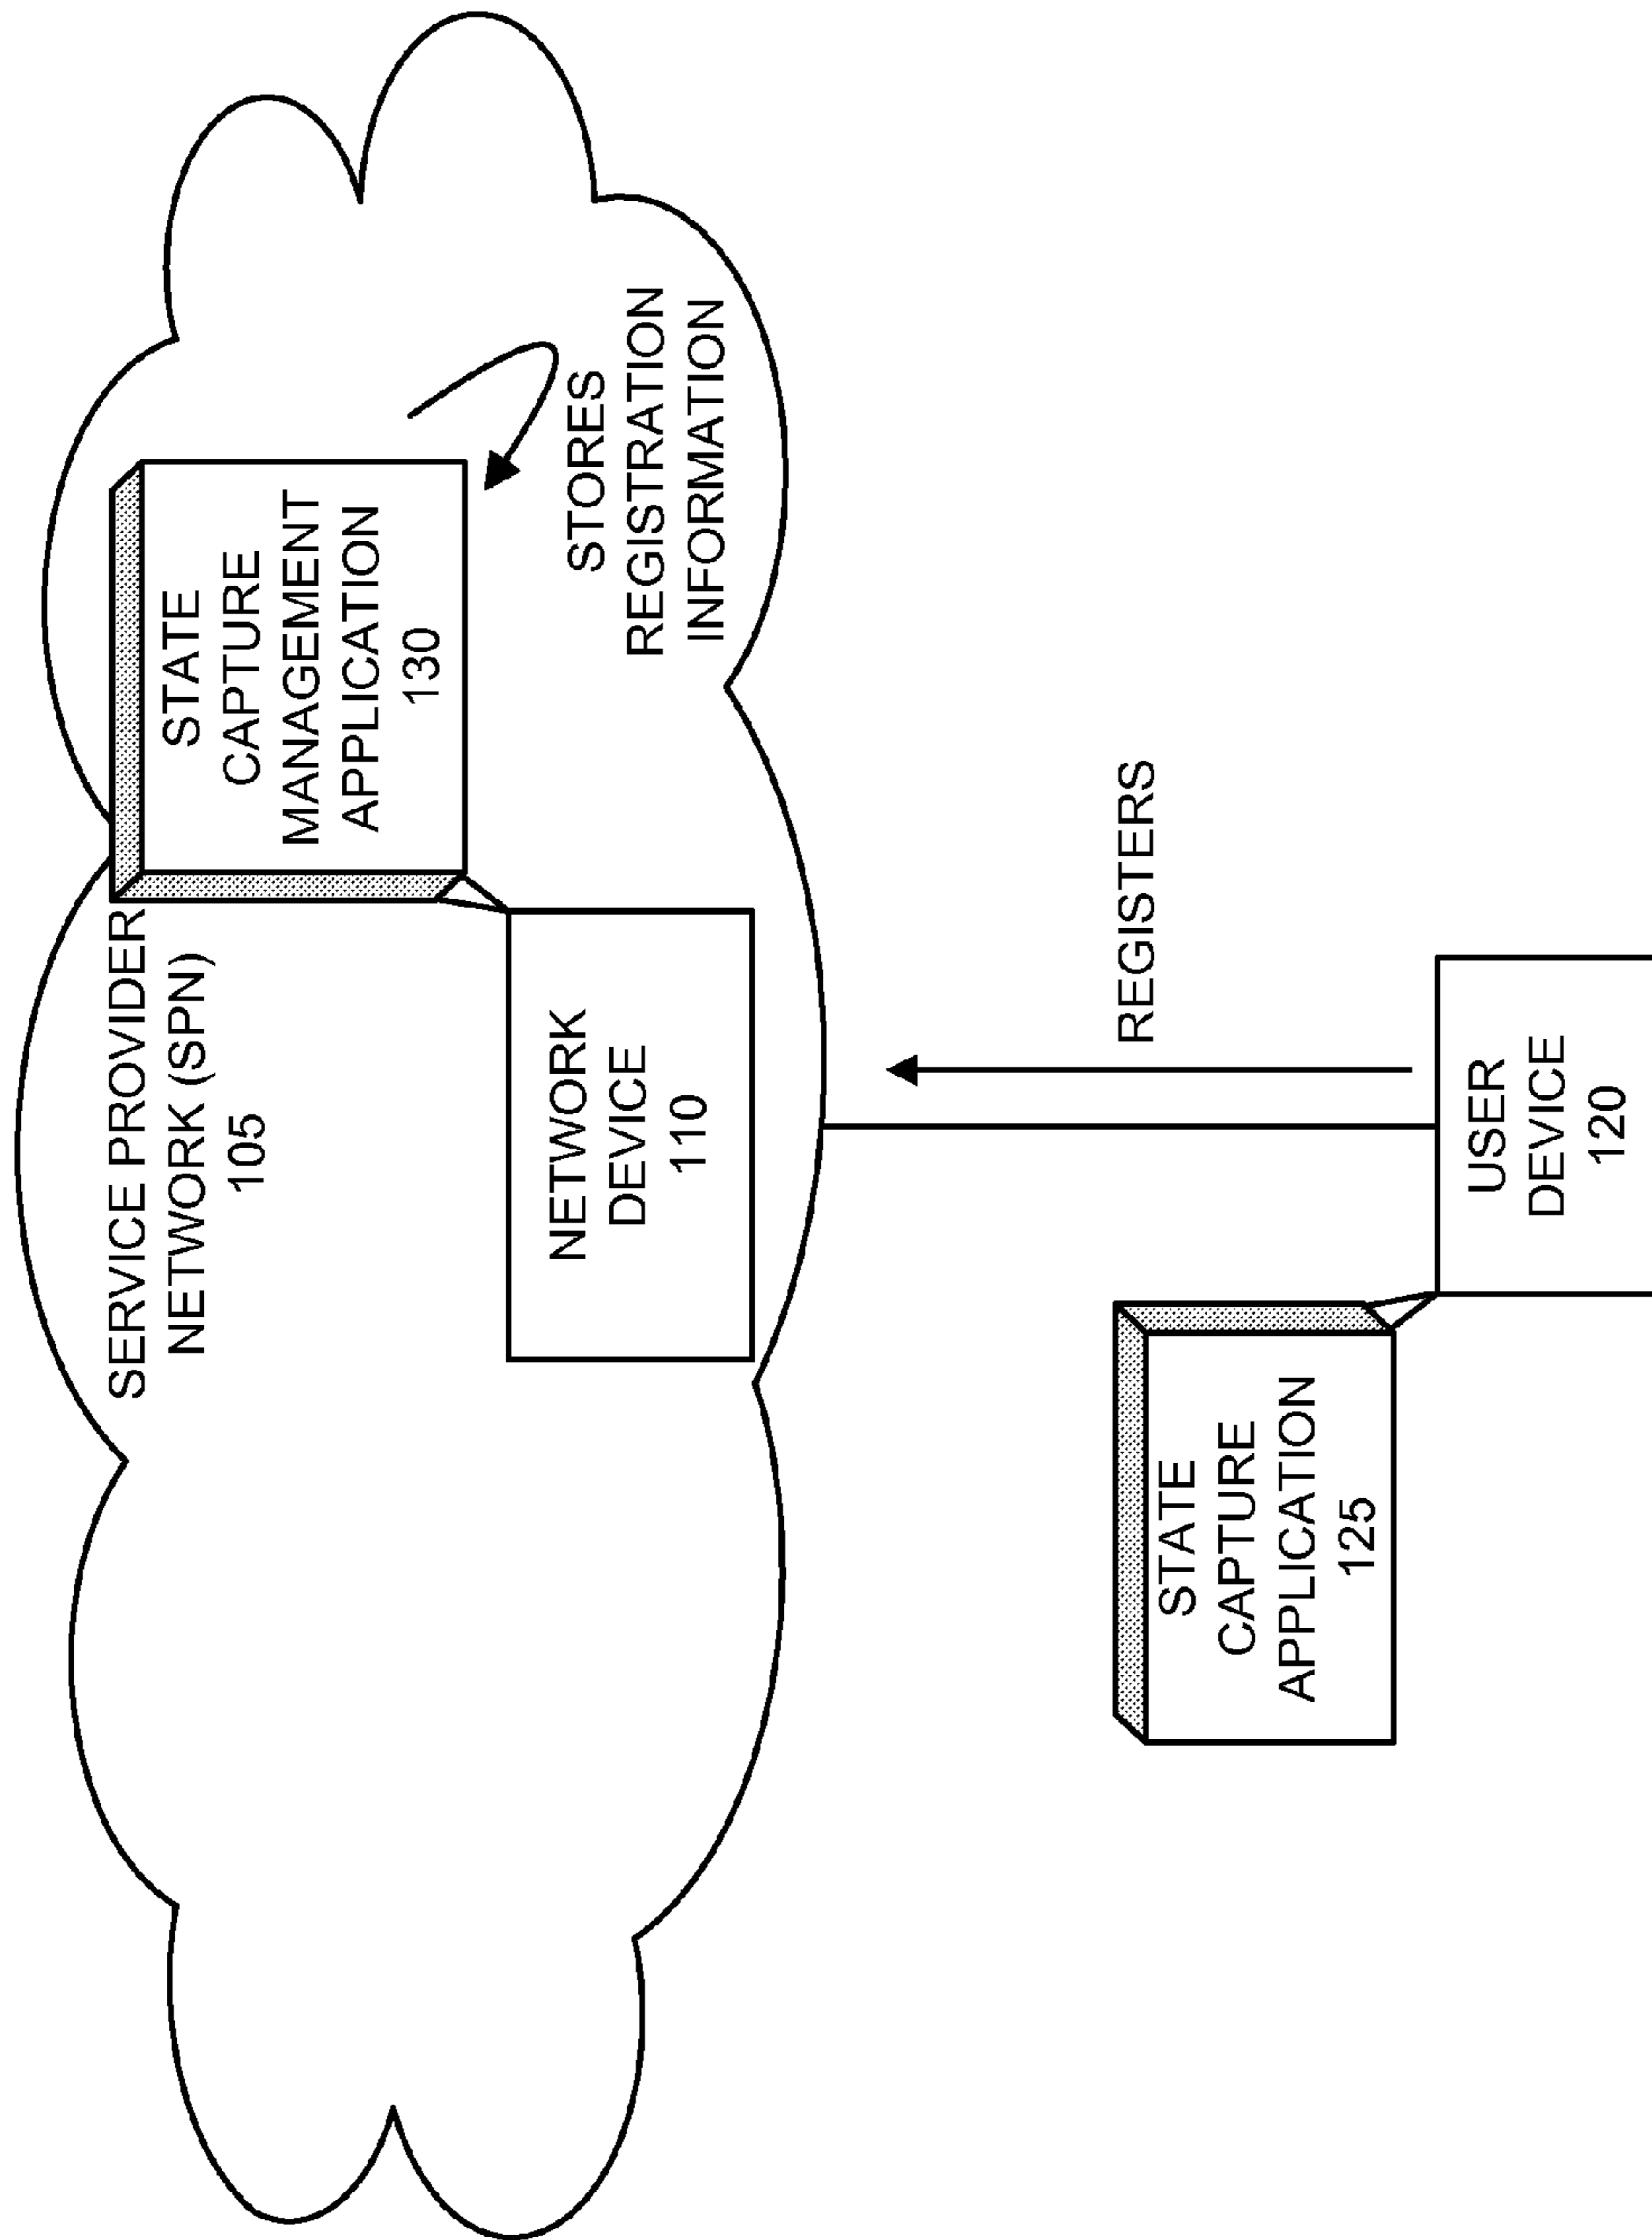 SERVICE PROVIDER
NETWORK (SPN)
105
STATE
CAPTURE
MANAGEMENT
APPLICATION
130
NETWORK
DEVICE
110
STORES
REGISTRATION
INFORMATION
REGISTERS
STATE
CAPTURE
APPLICATION
125
USER
DEVICE
120